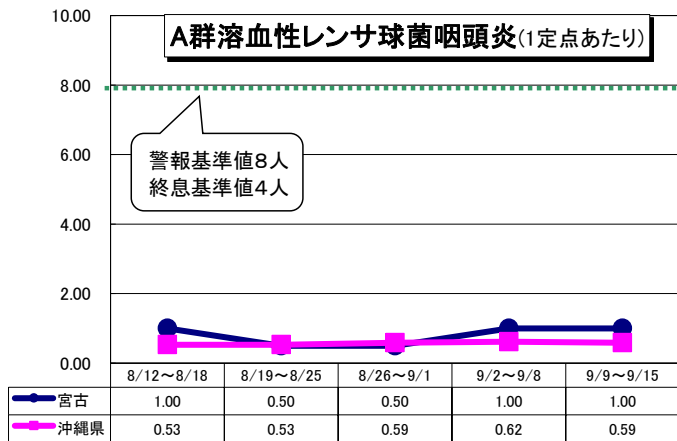 A群溶血性レンサ球菌咽頭炎(1定点あたり)
10.00
8.00
6.00
4.00
2.00
0.00
警報基準値8人
終息基準値4人
8/12～8/18 8/19～8/25 8/26～9/1 9/2～9/8 9/9～9/15
宮古 1.00 0.50 0.50 1.00 1.00
沖縄県 0.53 0.53 0.59 0.62 0.59